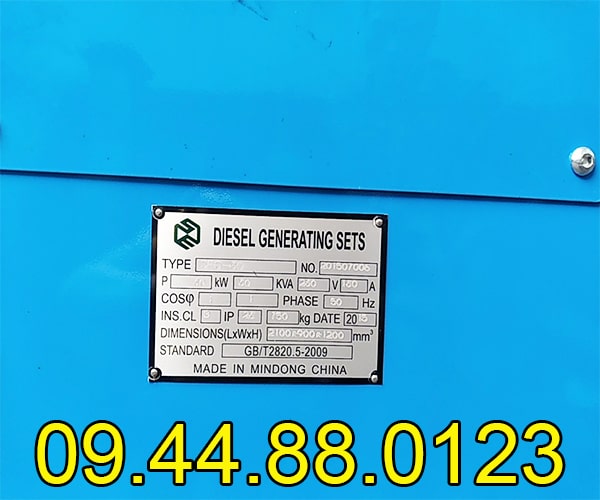 DIESEL GENERATING SETS
TYPE NO. 201507006
P kW KVA V A
COSφ PHASE Hz
INS.CL IP kg DATE 20
DIMENSIONS(LxWxH) mm³
STANDARD GB/T2820.5-2009
MADE IN MINDONG CHINA
09.44.88.0123